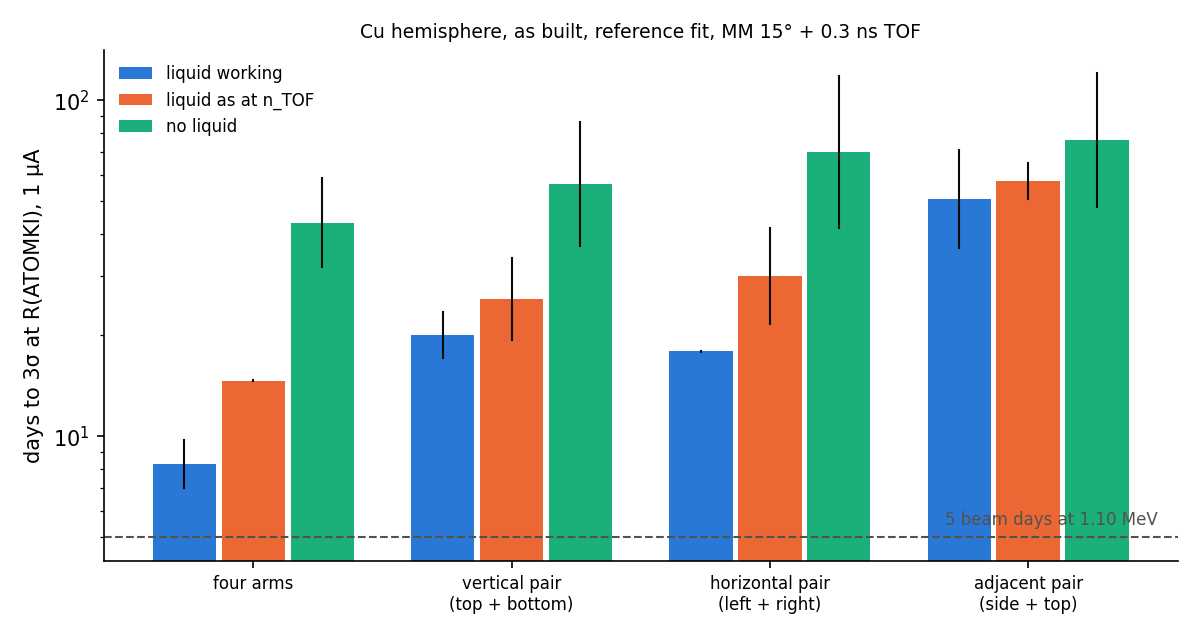 Cu hemisphere, as built, reference fit, MM 15° + 0.3 ns TOF
liquid working
liquid as at n_TOF
no liquid
days to 3σ at R(ATOMKI), 1 µA
10²
10¹
5 beam days at 1.10 MeV
four arms
vertical pair
(top + bottom)
horizontal pair
(left + right)
adjacent pair
(side + top)